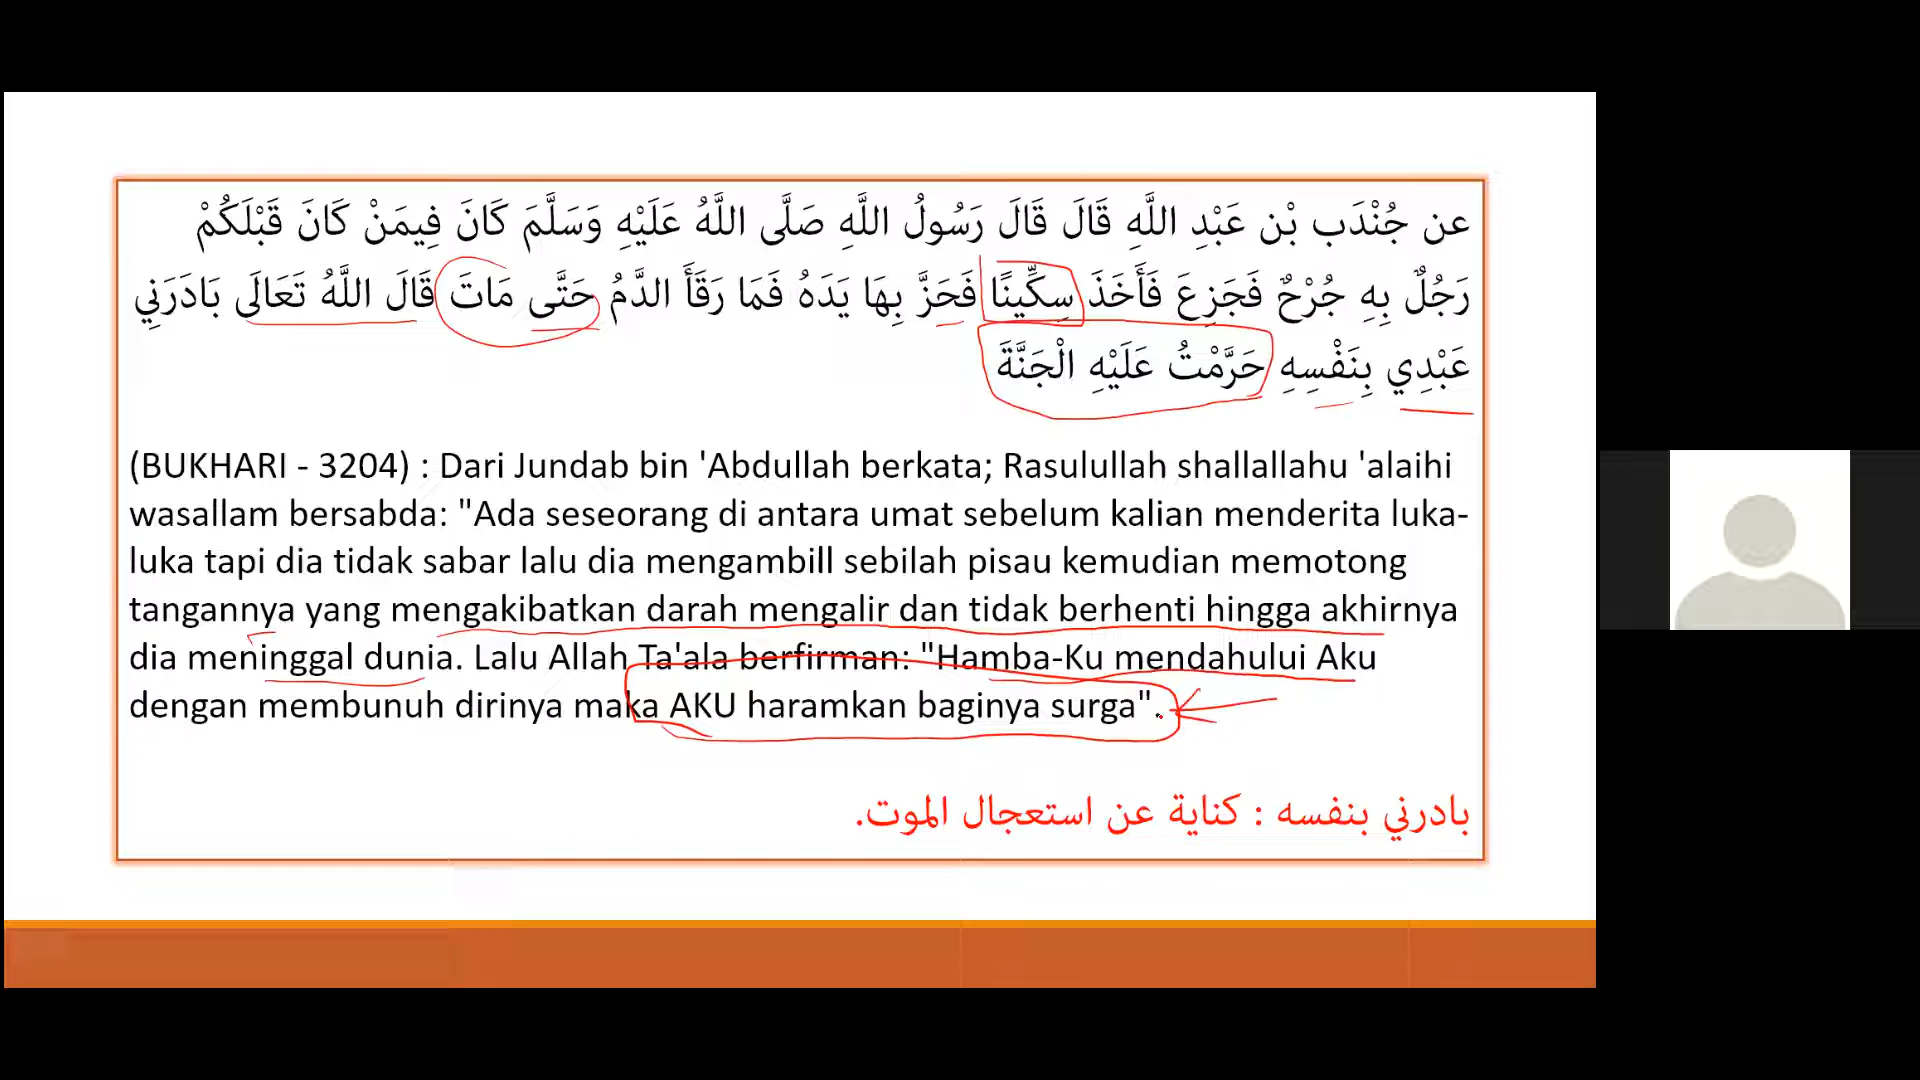 عن جُنْدَب بْن عَبْدِ اللَّهِ قَالَ قَالَ رَسُولُ اللَّهِ صَلَّى اللَّهُ عَلَيْهِ وَسَلَّمَ كَانَ فِيمَنْ كَانَ قَبْلَكُمْ
رَجُلٌ بِهِ جُرْحٌ فَجَزِعَ فَأَخَذَ سِكِّينًا فَحَزَّ بِهَا يَدَهُ فَمَا رَقَأَ الدَّمُ حَتَّى مَاتَ قَالَ اللَّهُ تَعَالَى بَادَرَنِي
عَبْدِي بِنَفْسِهِ حَرَّمْتُ عَلَيْهِ الْجَنَّةَ
(BUKHARI - 3204) : Dari Jundab bin 'Abdullah berkata; Rasulullah shallallahu 'alaihi
wasallam bersabda: "Ada seseorang di antara umat sebelum kalian menderita luka-
luka tapi dia tidak sabar lalu dia mengambill sebilah pisau kemudian memotong
tangannya yang mengakibatkan darah mengalir dan tidak berhenti hingga akhirnya
dia meninggal dunia. Lalu Allah Ta'ala berfirman: "Hamba-Ku mendahului Aku
dengan membunuh dirinya maka AKU haramkan baginya surga".
بادرني بنفسه : كناية عن استعجال الموت.